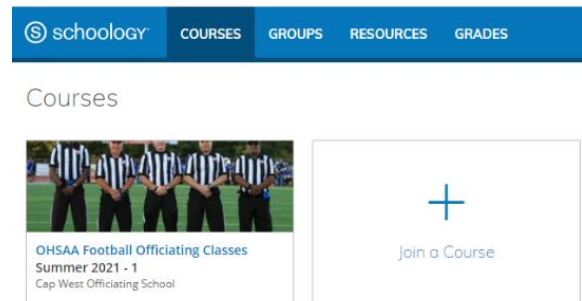 S schoology COURSES GROUPS RESOURCES GRADES
Courses
OHSAA Football Officiating Classes
Summer 2021 - 1
Cap West Officiating School
Join a Course